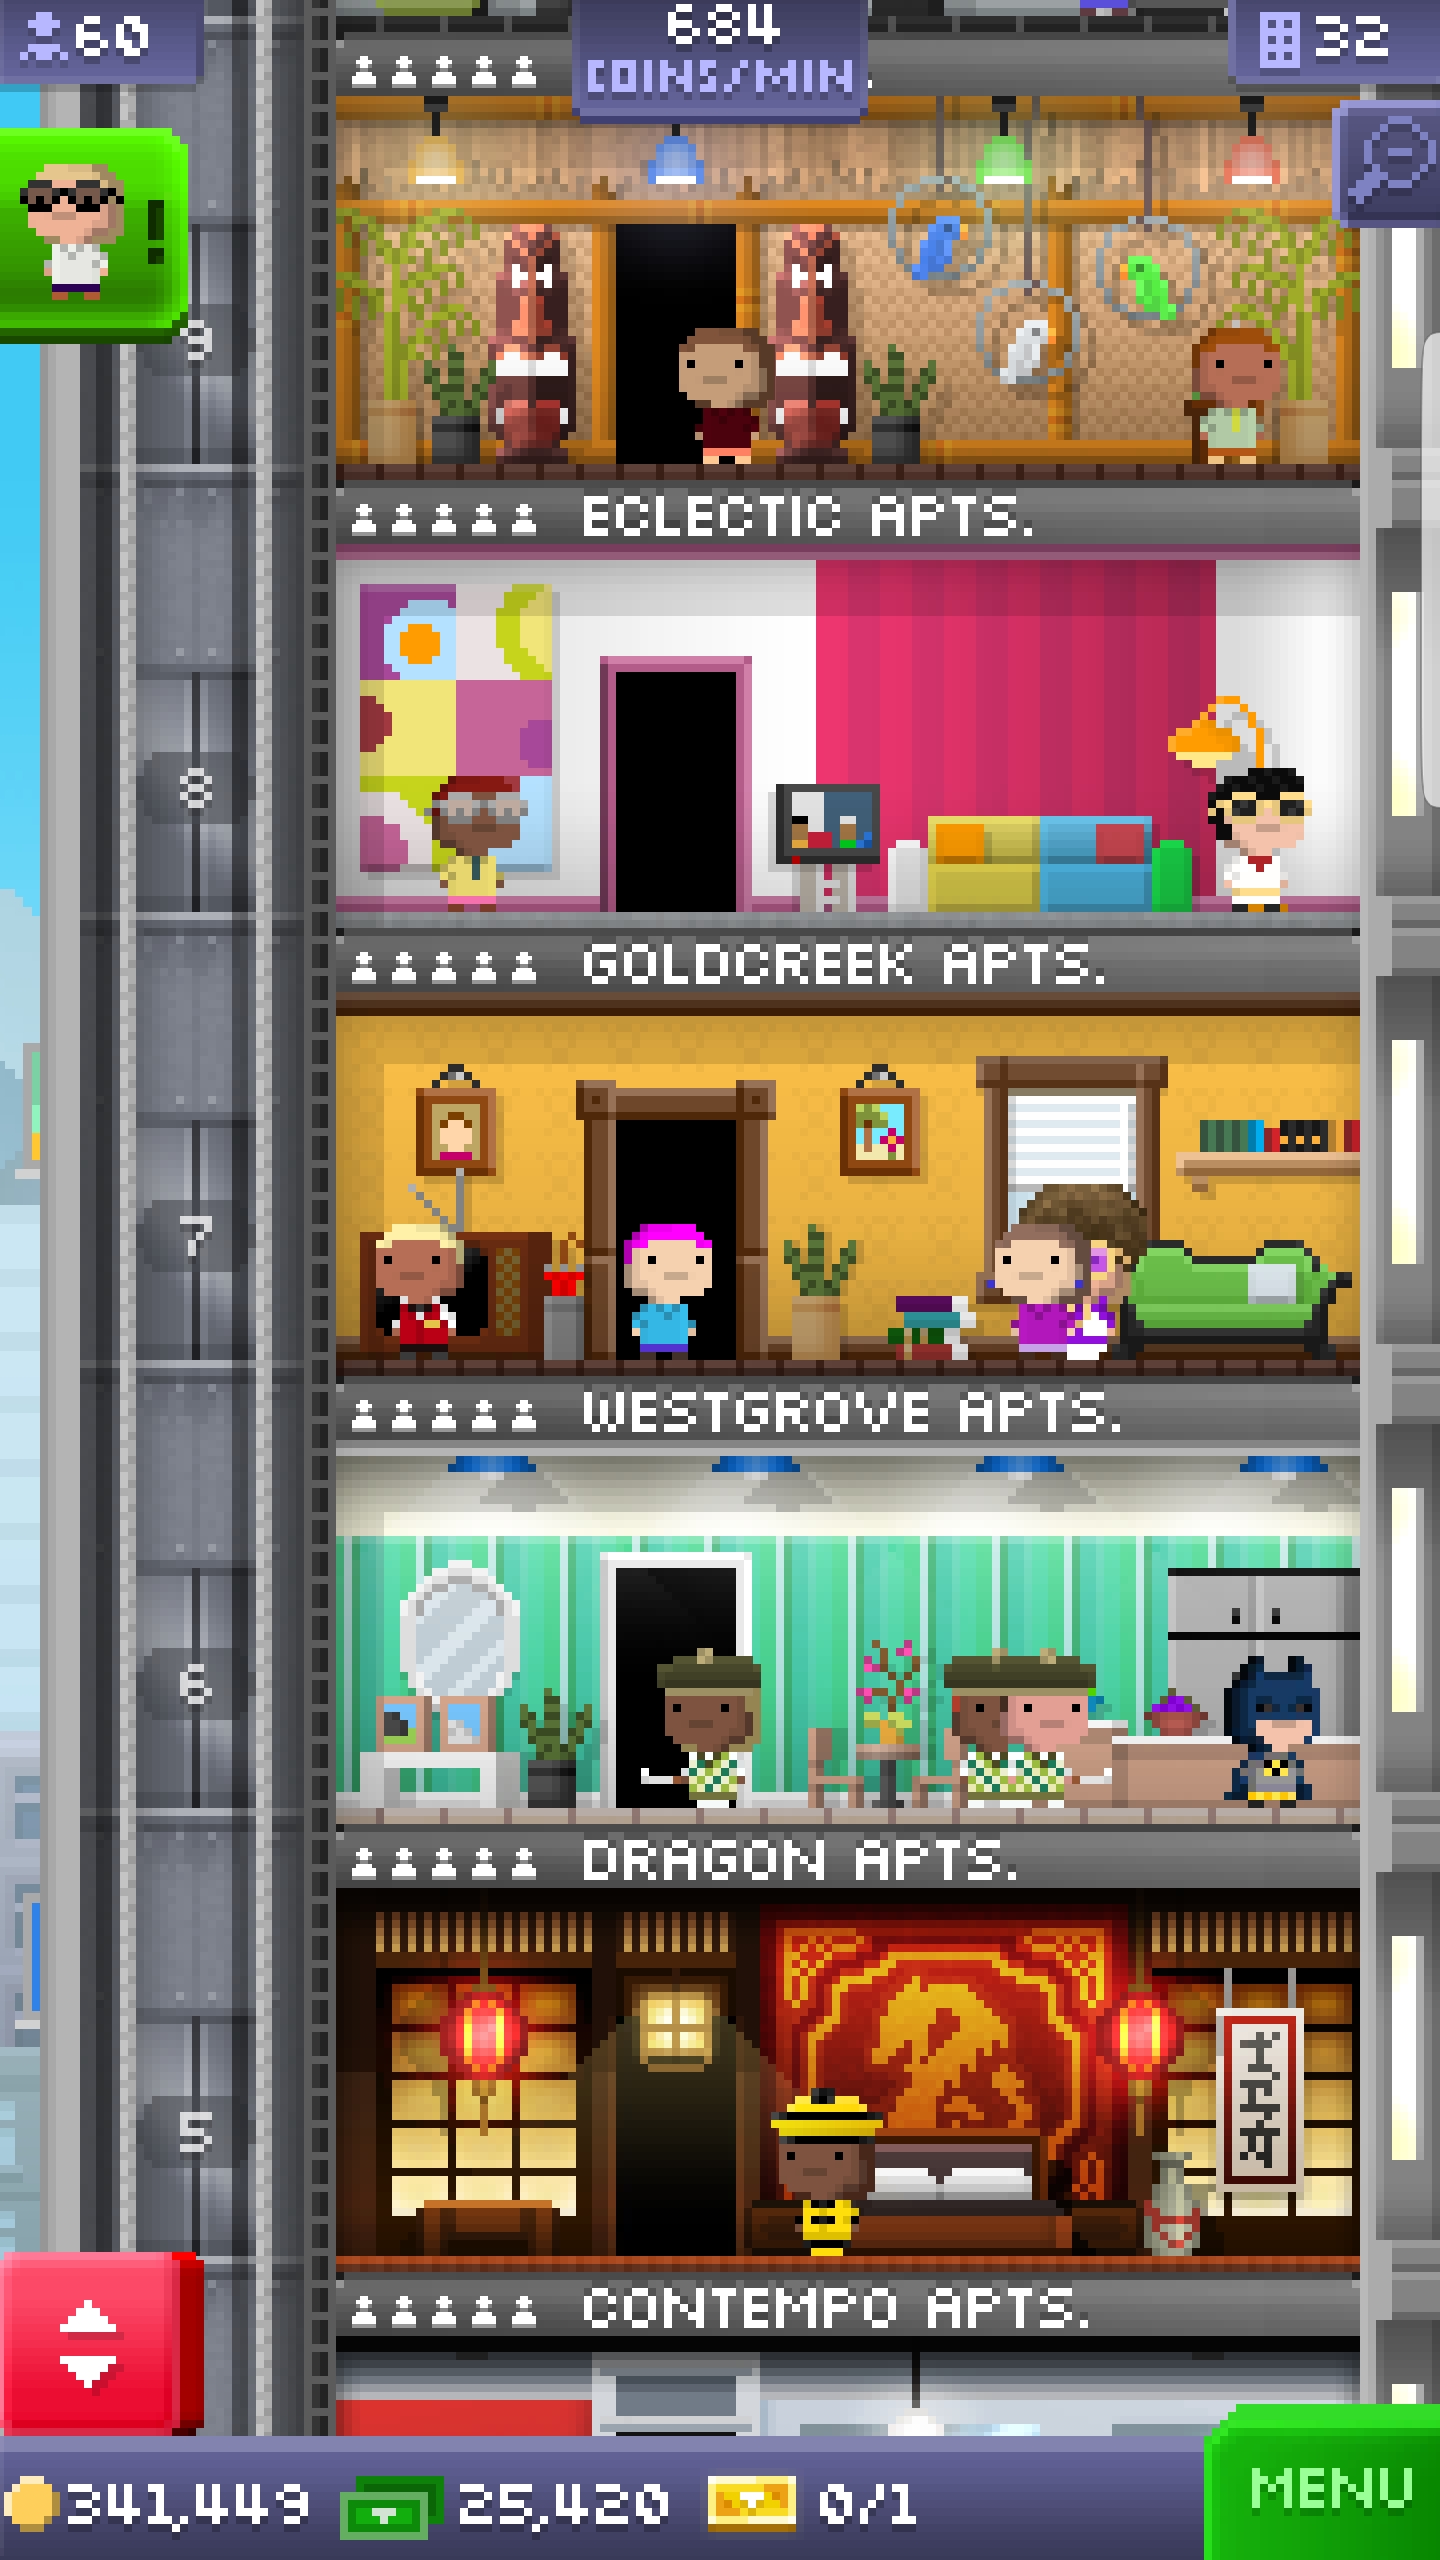 60
684
COINS/MIN
32
!
9
ECLECTIC APTS.
8
GOLDCREEK APTS.
7
WESTGROVE APTS.
6
DRAGON APTS.
5
CONTEMPO APTS.
341,449
25,420
0/1
MENU